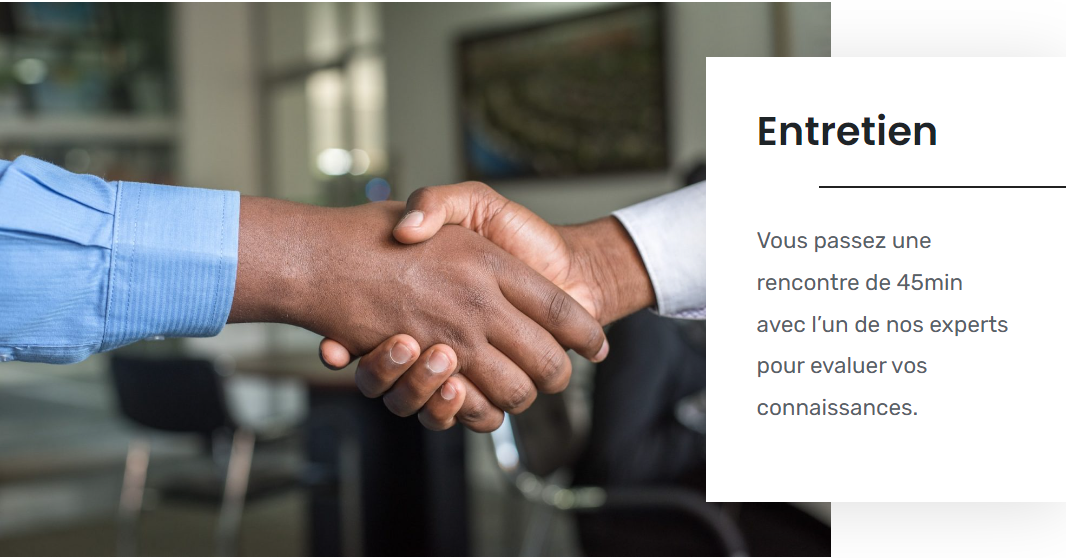 Entretien
Vous passez une
rencontre de 45min
avec l’un de nos experts
pour evaluer vos
connaissances.